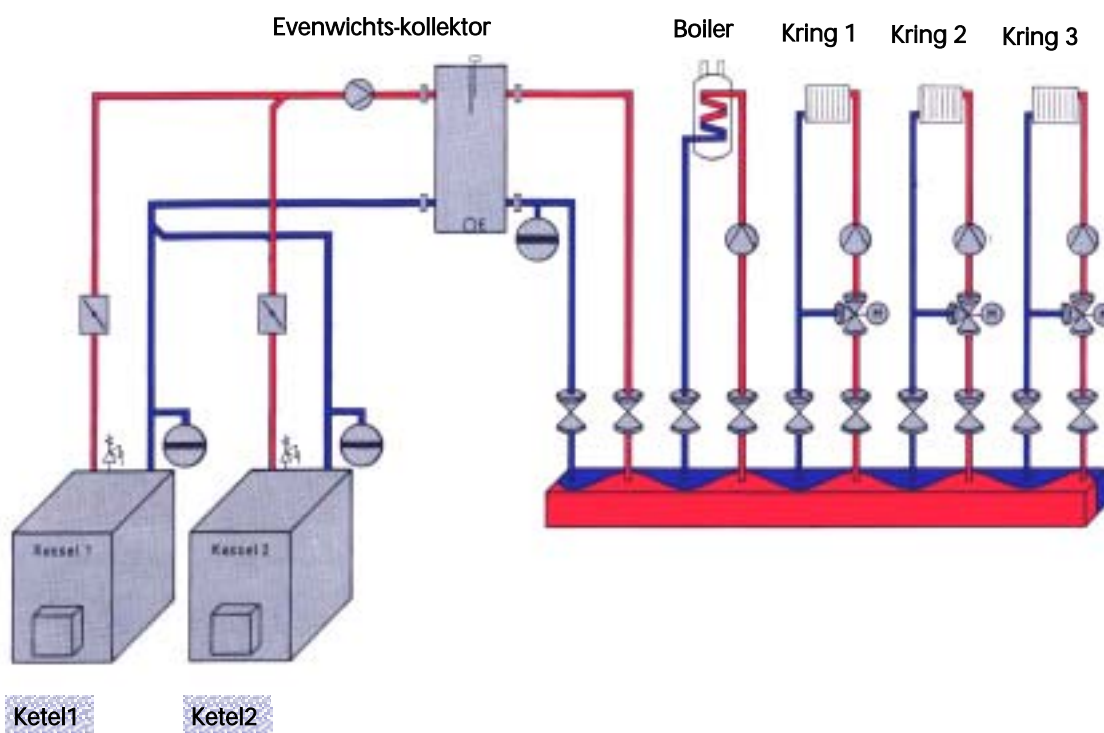 Evenwichts-kollektor
Boiler
Kring 1
Kring 2
Kring 3
Kessel 1
Kessel 2
Ketel1
Ketel2